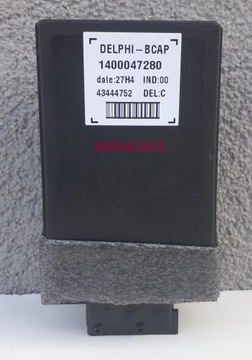 DELPHI-BCAP
1400047280
date:27H4 IND:00
43444752 DEL:C